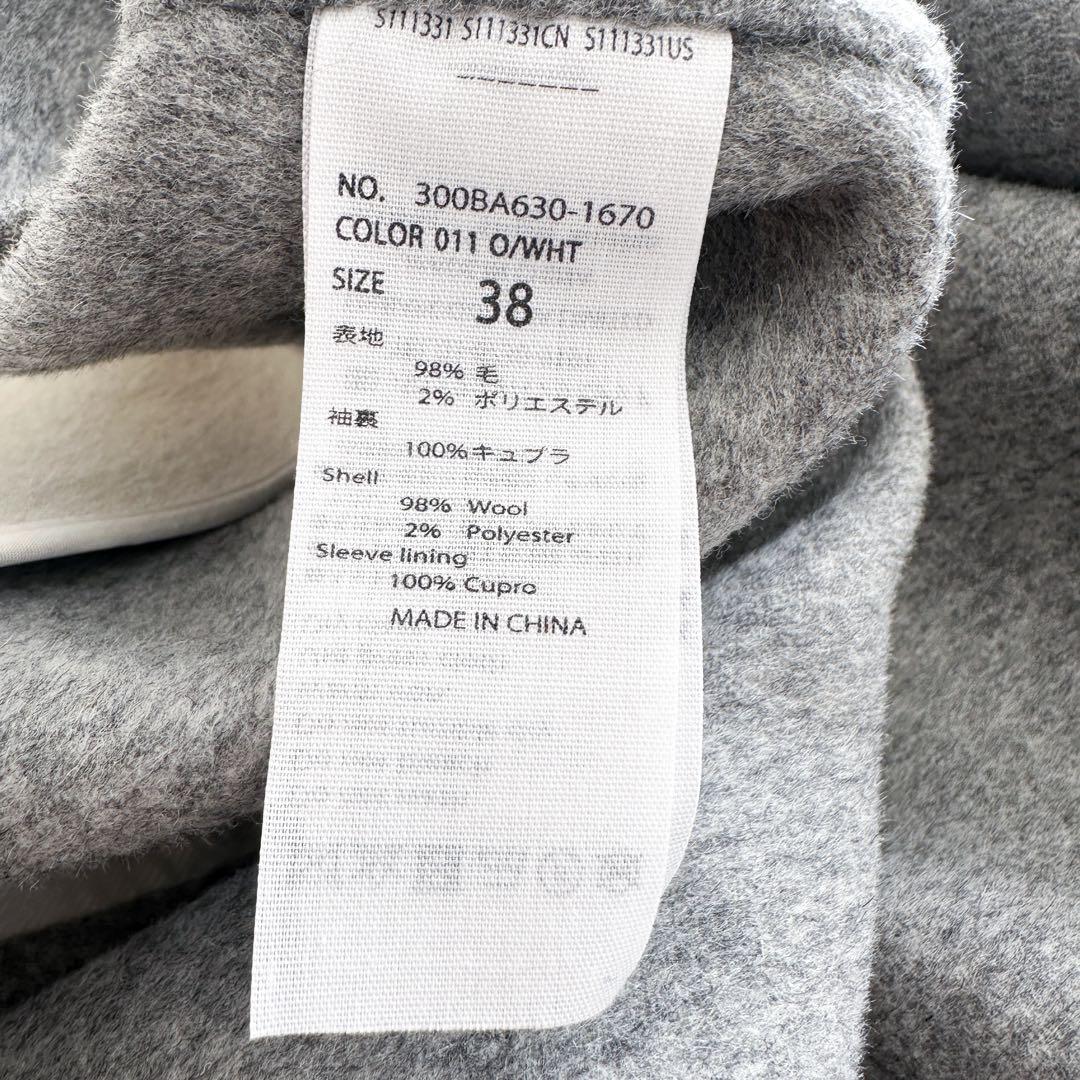 S111331 S111331CN S111331US
NO. 300BA630-1670
COLOR 011 O/WHT
SIZE 38
表地
98% 毛
2% ポリエステル
袖裏
100%キュプラ
Shell
98% Wool
2% Polyester
Sleeve lining
100% Cupro
MADE IN CHINA